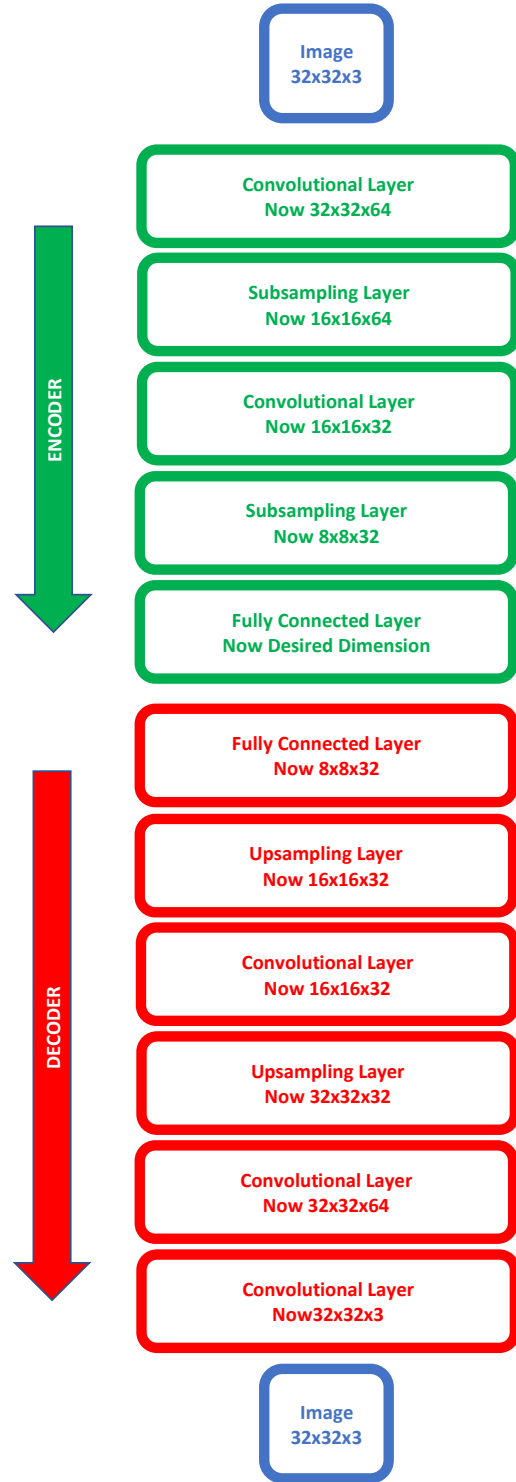 Image
32x32x3
Convolutional Layer
Now 32x32x64
Subsampling Layer
Now 16x16x64
Convolutional Layer
Now 16x16x32
Subsampling Layer
Now 8x8x32
Fully Connected Layer
Now Desired Dimension
ENCODER
Fully Connected Layer
Now 8x8x32
Upsampling Layer
Now 16x16x32
Convolutional Layer
Now 16x16x32
Upsampling Layer
Now 32x32x32
Convolutional Layer
Now 32x32x64
Convolutional Layer
Now32x32x3
DECODER
Image
32x32x3